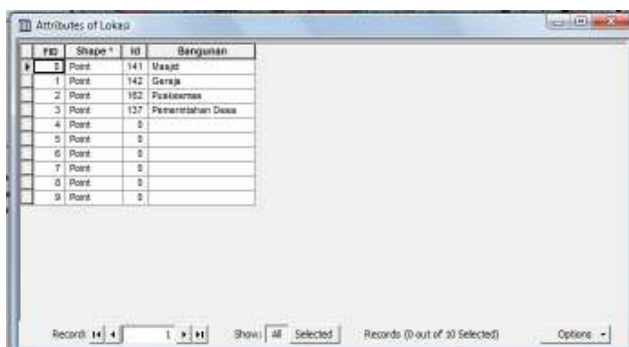 Attributes of Lokasi
FID Shape * Id Bangunan
0 Point 141 Masjid
1 Point 142 Gereja
2 Point 162 Puskesmas
3 Point 137 Pemerintahan Desa
4 Point 0
5 Point 0
6 Point 0
7 Point 0
8 Point 0
9 Point 0
Record: 1 Show: All Selected Records (0 out of 10 Selected) Options